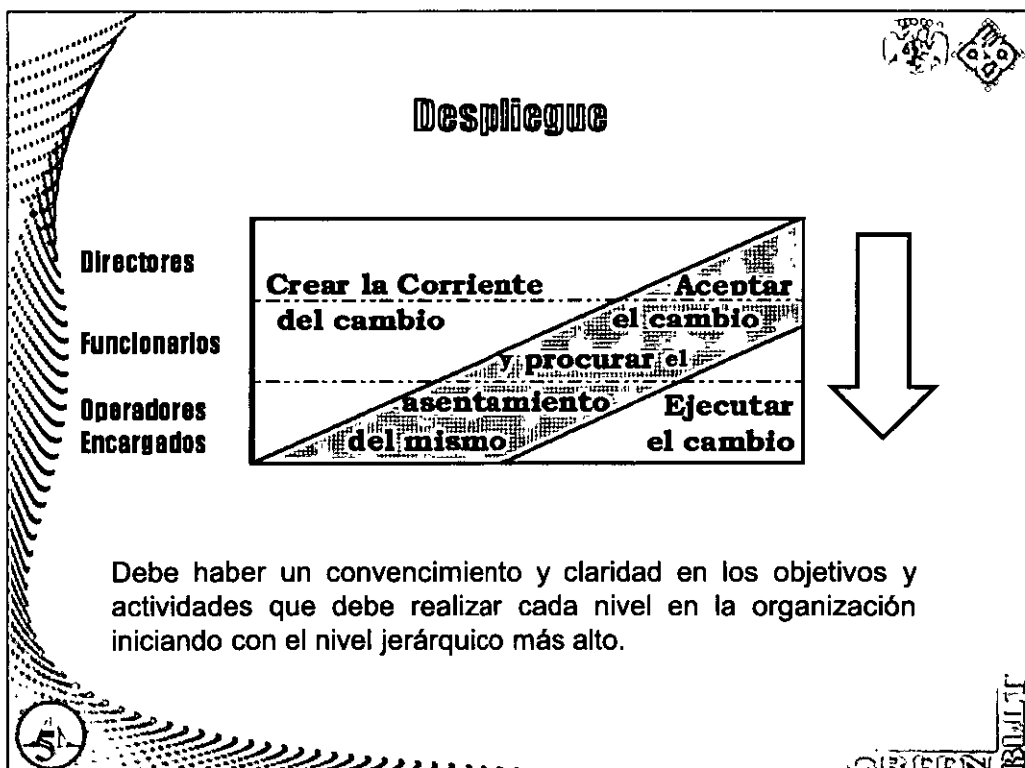 Despliegue
Directores
Funcionarios
Operadores
Encargados
Crear la Corriente
del cambio
Aceptar
el cambio
y procurar el
asentamiento
del mismo
Ejecutar
el cambio
Debe haber un convencimiento y claridad en los objetivos y
actividades que debe realizar cada nivel en la organización
iniciando con el nivel jerárquico más alto.